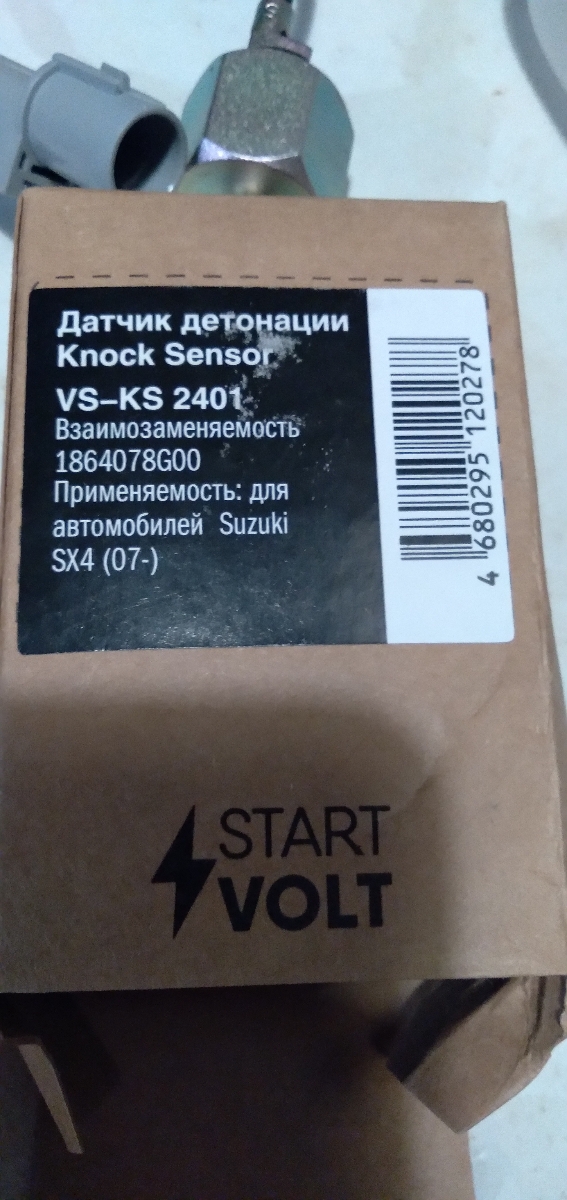 Датчик детонации
Knock Sensor
VS–KS 2401
Взаимозаменяемость
1864078G00
Применяемость: для
автомобилей Suzuki
SX4 (07-)
4 680295 120278
START
VOLT